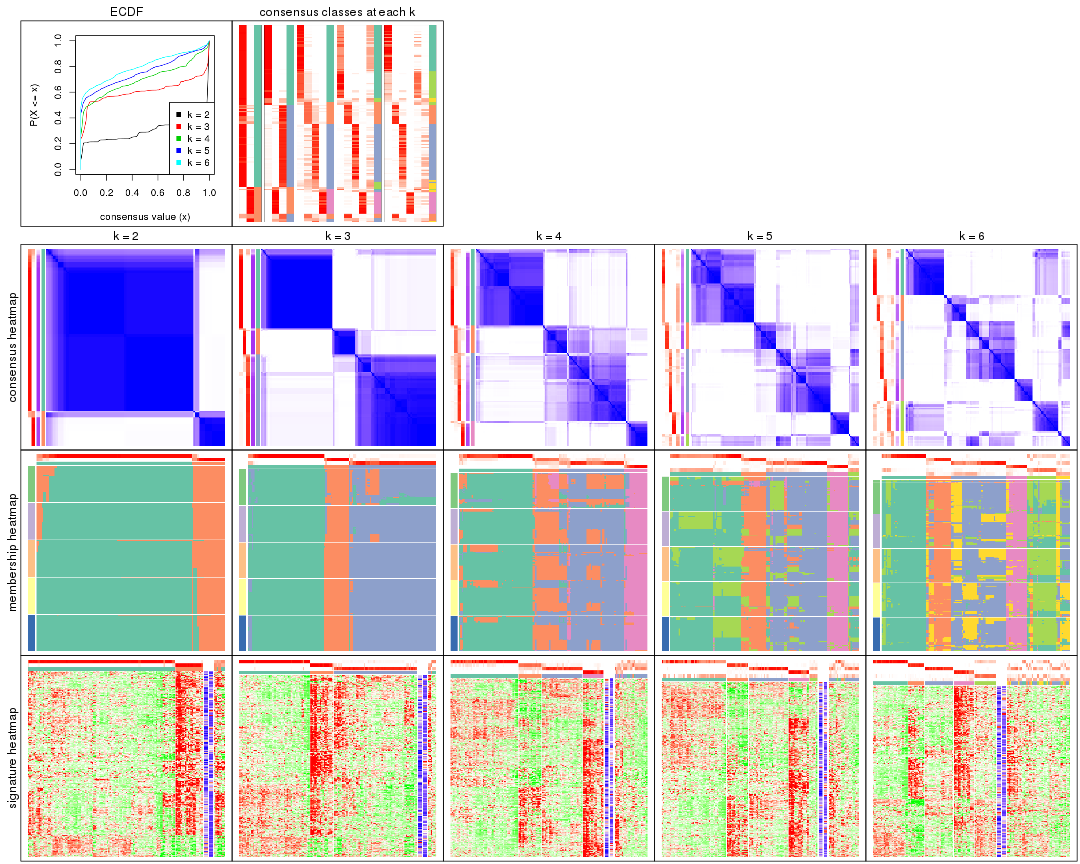 ECDF
consensus classes at each k
P(X <= x)
0.0 0.2 0.4 0.6 0.8 1.0
k = 2
k = 3
k = 4
k = 5
k = 6
0.0 0.2 0.4 0.6 0.8 1.0
consensus value (x)
k = 2
k = 3
k = 4
k = 5
k = 6
consensus heatmap
membership heatmap
signature heatmap